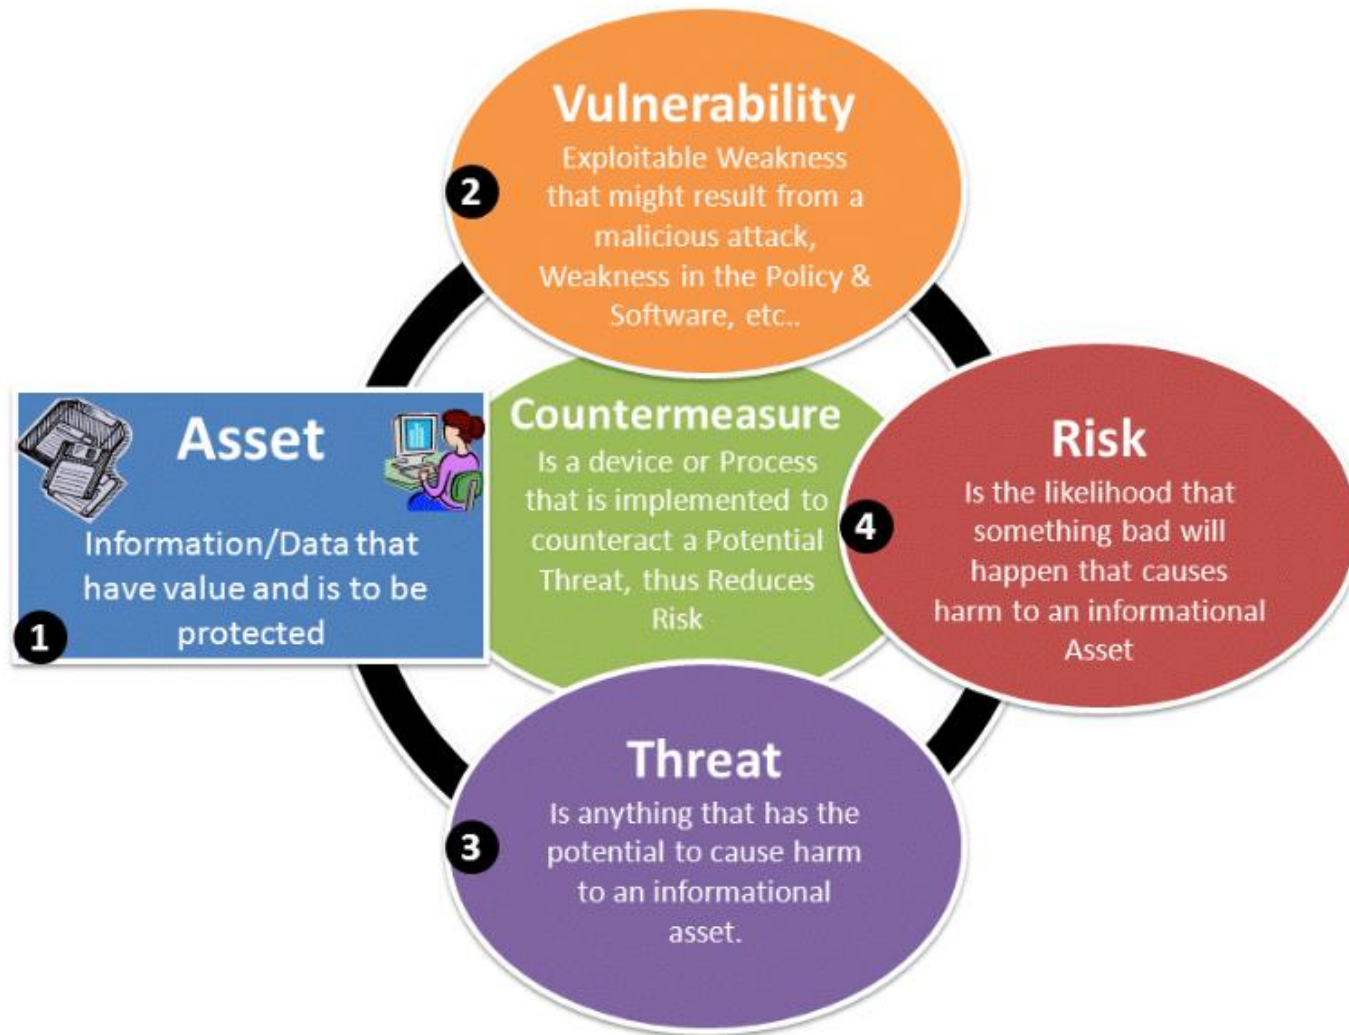 Vulnerability
Exploitable Weakness
that might result from a
malicious attack,
Weakness in the Policy &
Software, etc..
2
Asset
Information/Data that
have value and is to be
protected
1
Countermeasure
Is a device or Process
that is implemented to
counteract a Potential
Threat, thus Reduces
Risk
Risk
Is the likelihood that
something bad will
happen that causes
harm to an informational
Asset
4
Threat
Is anything that has the
potential to cause harm
to an informational
asset.
3